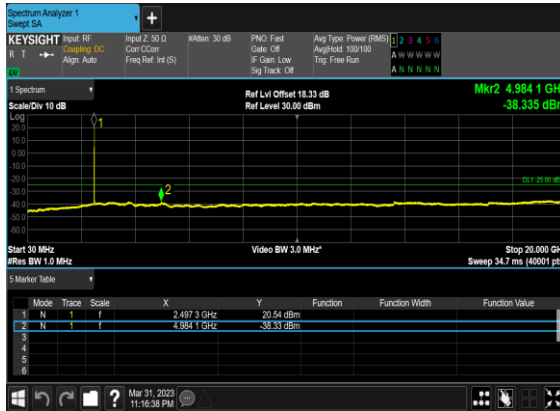 Spectrum Analyzer 1
Swept SA
+
KEYSIGHT
R T
Input: RF
Coupling: DC
Align: Auto
Input Z: 50 Ω
Corr CCorr
Freq Ref: Int (S)
#Atten: 30 dB
PNO: Fast
Gate: Off
IF Gain: Low
Sig Track: Off
Avg Type: Power (RMS)
Avg|Hold: 100/100
Trig: Free Run
1 2 3 4 5 6
A W W W W W
A N N N N N
1 Spectrum
Scale/Div 10 dB
Ref Lvl Offset 18.33 dB
Ref Level 30.00 dBm
Mkr2 4.984 1 GH
-38.335 dB
Log
20.0
10.0
0.00
-10.0
-20.0
-30.0
-40.0
-50.0
-60.0
1
2
DL1 -25.00 dB
Start 30 MHz
#Res BW 1.0 MHz
Video BW 3.0 MHz*
Stop 20.000 GH
Sweep 34.7 ms (40001 pt
5 Marker Table
Mode Trace Scale X Y Function Function Width Function Value
1 N 1 f 2.497 3 GHz 20.54 dBm
2 N 1 f 4.984 1 GHz -38.33 dBm
3
4
5
6
?
Mar 31, 2023
11:16:38 PM